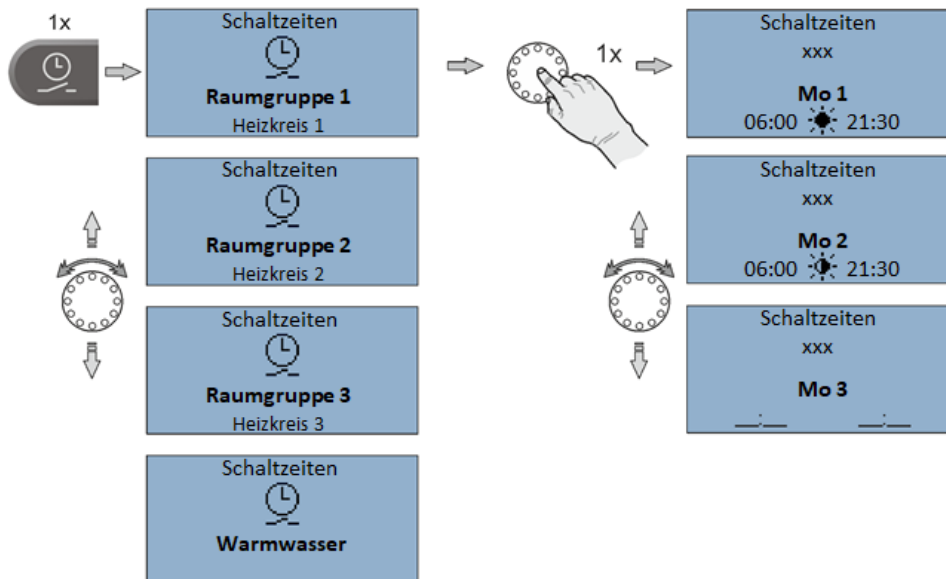 1x
Schaltzeiten
Raumgruppe 1
Heizkreis 1
1x
Schaltzeiten
xxx
Mo 1
06:00 21:30
Schaltzeiten
Raumgruppe 2
Heizkreis 2
Schaltzeiten
xxx
Mo 2
06:00 21:30
Schaltzeiten
Raumgruppe 3
Heizkreis 3
Schaltzeiten
xxx
Mo 3
__:__ __:__
Schaltzeiten
Warmwasser